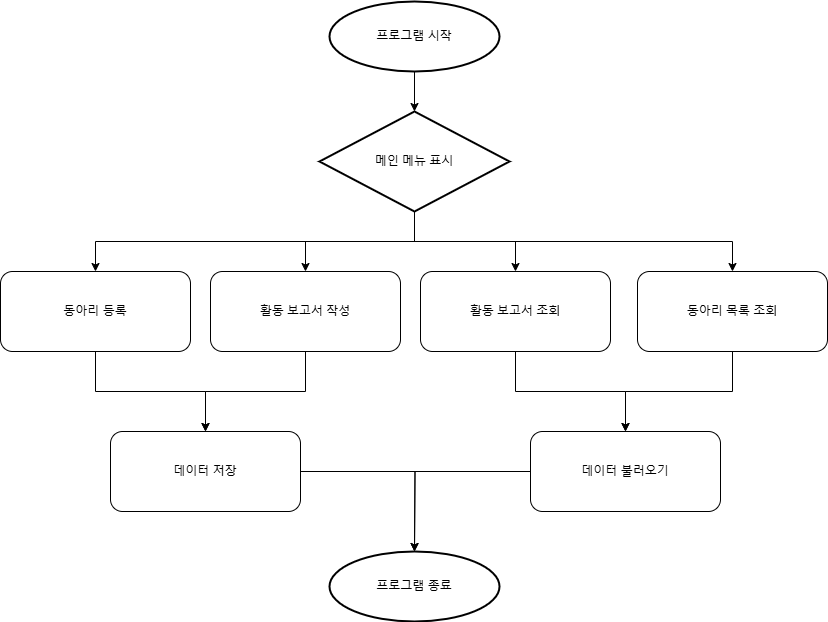 프로그램 시작
메인 메뉴 표시
동아리 등록
활동 보고서 작성
활동 보고서 조회
동아리 목록 조회
데이터 저장
데이터 불러오기
프로그램 종료